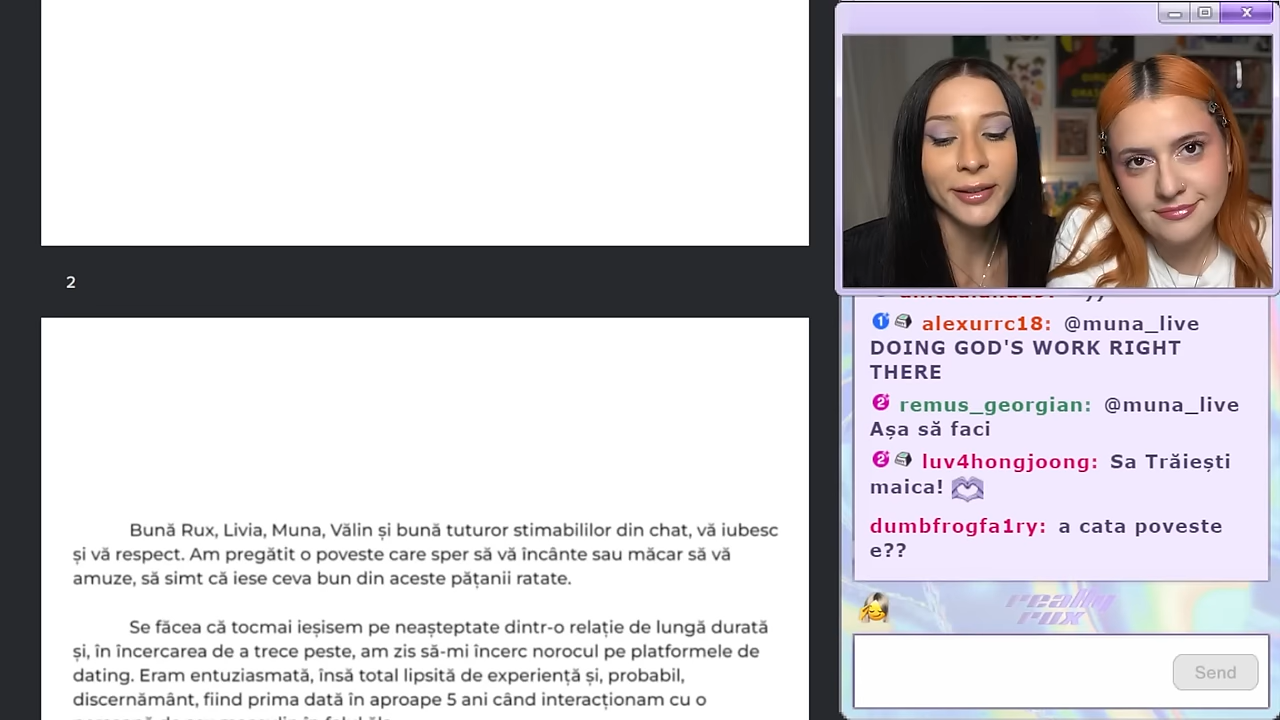 2
Bună Rux, Livia, Muna, Vălin și bună tuturor stimabililor din chat, vă iubesc
și vă respect. Am pregătit o poveste care sper să vă încânte sau măcar să vă
amuze, să simt că iese ceva bun din aceste pățanii ratate.
Se făcea că tocmai ieșisem pe neașteptate dintr-o relație de lungă durată
și, în încercarea de a trece peste, am zis să-mi încerc norocul pe platformele de
dating. Eram entuziasmată, însă total lipsită de experiență și, probabil,
discernământ, fiind prima dată în aproape 5 ani când interacționam cu o
alexurrc18: @muna_live
DOING GOD'S WORK RIGHT
THERE
remus_georgian: @muna_live
Așa să faci
luv4hongjoong: Sa Trăiești
maica!
dumbfrogfa1ry: a cata poveste
e??
really
rux
Send